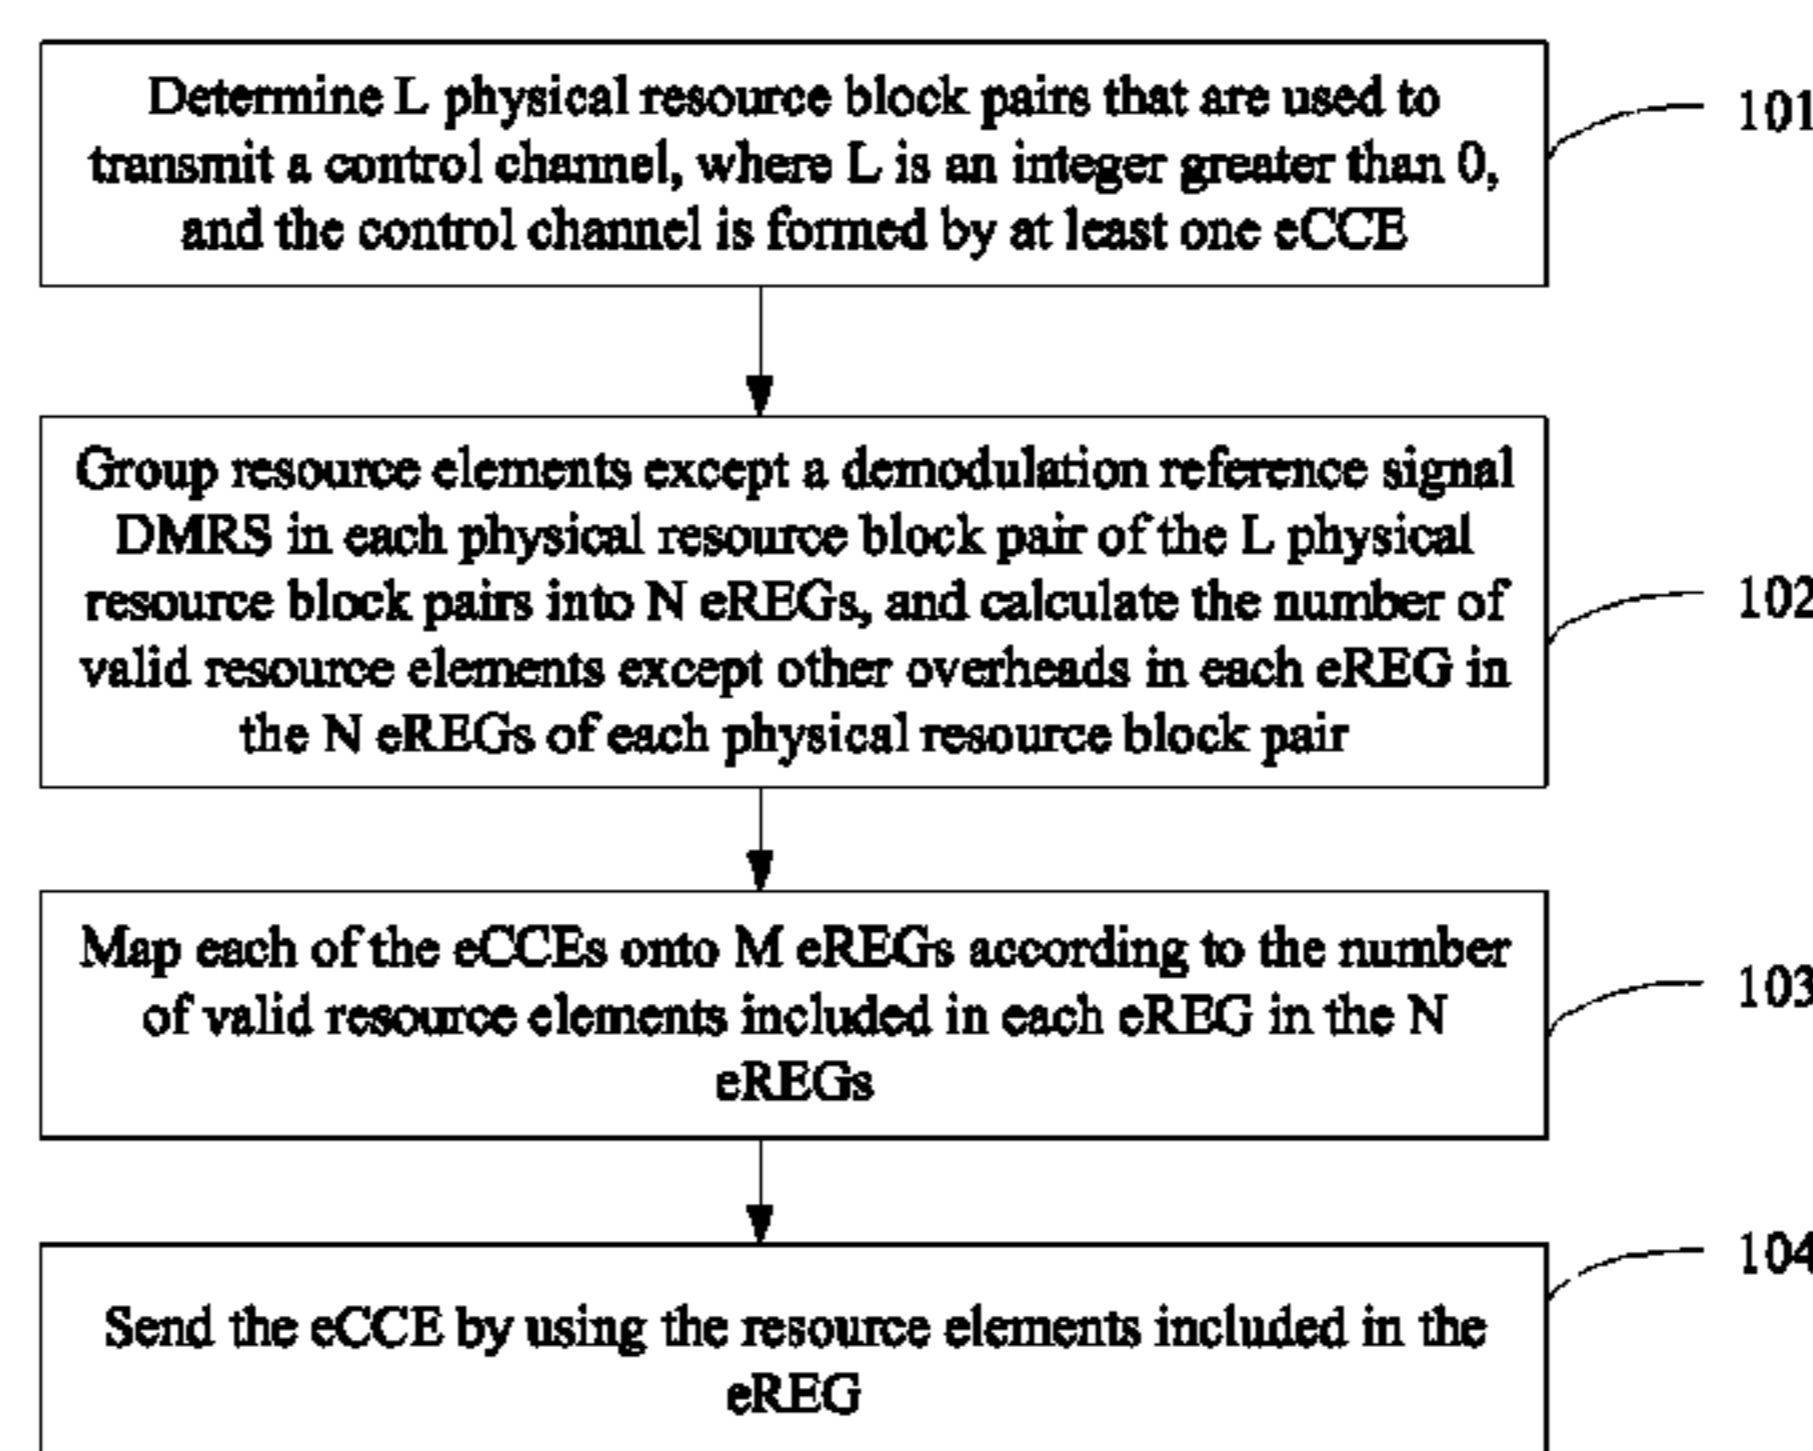 Determine L physical resource block pairs that are used to
transmit a control channel, where L is an integer greater than 0,
and the control channel is formed by at least one eCCE
101
Group resource elements except a demodulation reference signal
DMRS in each physical resource block pair of the L physical
resource block pairs into N eREGs, and calculate the number of
valid resource elements except other overheads in each eREG in
the N eREGs of each physical resource block pair
102
Map each of the eCCEs onto M eREGs according to the number
of valid resource elements included in each eREG in the N
eREGs
103
Send the eCCE by using the resource elements included in the
eREG
104